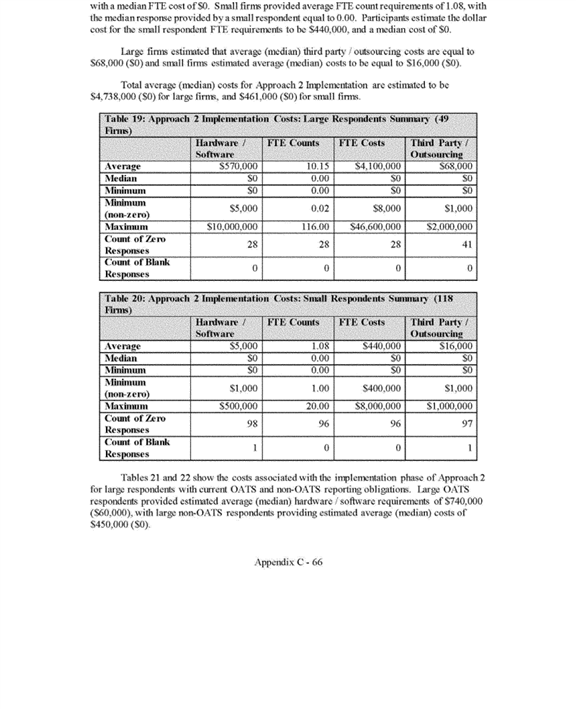 with a median FTE cost of $0. Small firms provided average FTE count requirements of 1.08, with
the median response provided by a small respondent equal to 0.00. Participants estimate the dollar
cost for the small respondent FTE requirements to be $440,000, and a median cost of $0.
Large firms estimated that average (median) third party / outsourcing costs are equal to
$68,000 ($0) and small firms estimated average (median) costs to be equal to $16,000 ($0).
Total average (median) costs for Approach 2 Implementation are estimated to be
$4,738,000 ($0) for large firms, and $461,000 ($0) for small firms.
Table 19: Approach 2 Implementation Costs: Large Respondents Summary (49
Firms)
Hardware / Software FTE Counts FTE Costs Third Party / Outsourcing
Average $570,000 10.15 $4,100,000 $68,000
Median $0 0.00 $0 $0
Minimum $0 0.00 $0 $0
Minimum (non-zero) $5,000 0.02 $8,000 $1,000
Maximum $10,000,000 116.00 $46,600,000 $2,000,000
Count of Zero Responses 28 28 28 41
Count of Blank Responses 0 0 0 0
Table 20: Approach 2 Implementation Costs: Small Respondents Summary (118
Firms)
Hardware / Software FTE Counts FTE Costs Third Party / Outsourcing
Average $5,000 1.08 $440,000 $16,000
Median $0 0.00 $0 $0
Minimum $0 0.00 $0 $0
Minimum (non-zero) $1,000 1.00 $400,000 $1,000
Maximum $500,000 20.00 $8,000,000 $1,000,000
Count of Zero Responses 98 96 96 97
Count of Blank Responses 1 0 0 1
Tables 21 and 22 show the costs associated with the implementation phase of Approach 2
for large respondents with current OATS and non-OATS reporting obligations. Large OATS
respondents provided estimated average (median) hardware / software requirements of $740,000
($60,000), with large non-OATS respondents providing estimated average (median) costs of
$450,000 ($0).
Appendix C - 66